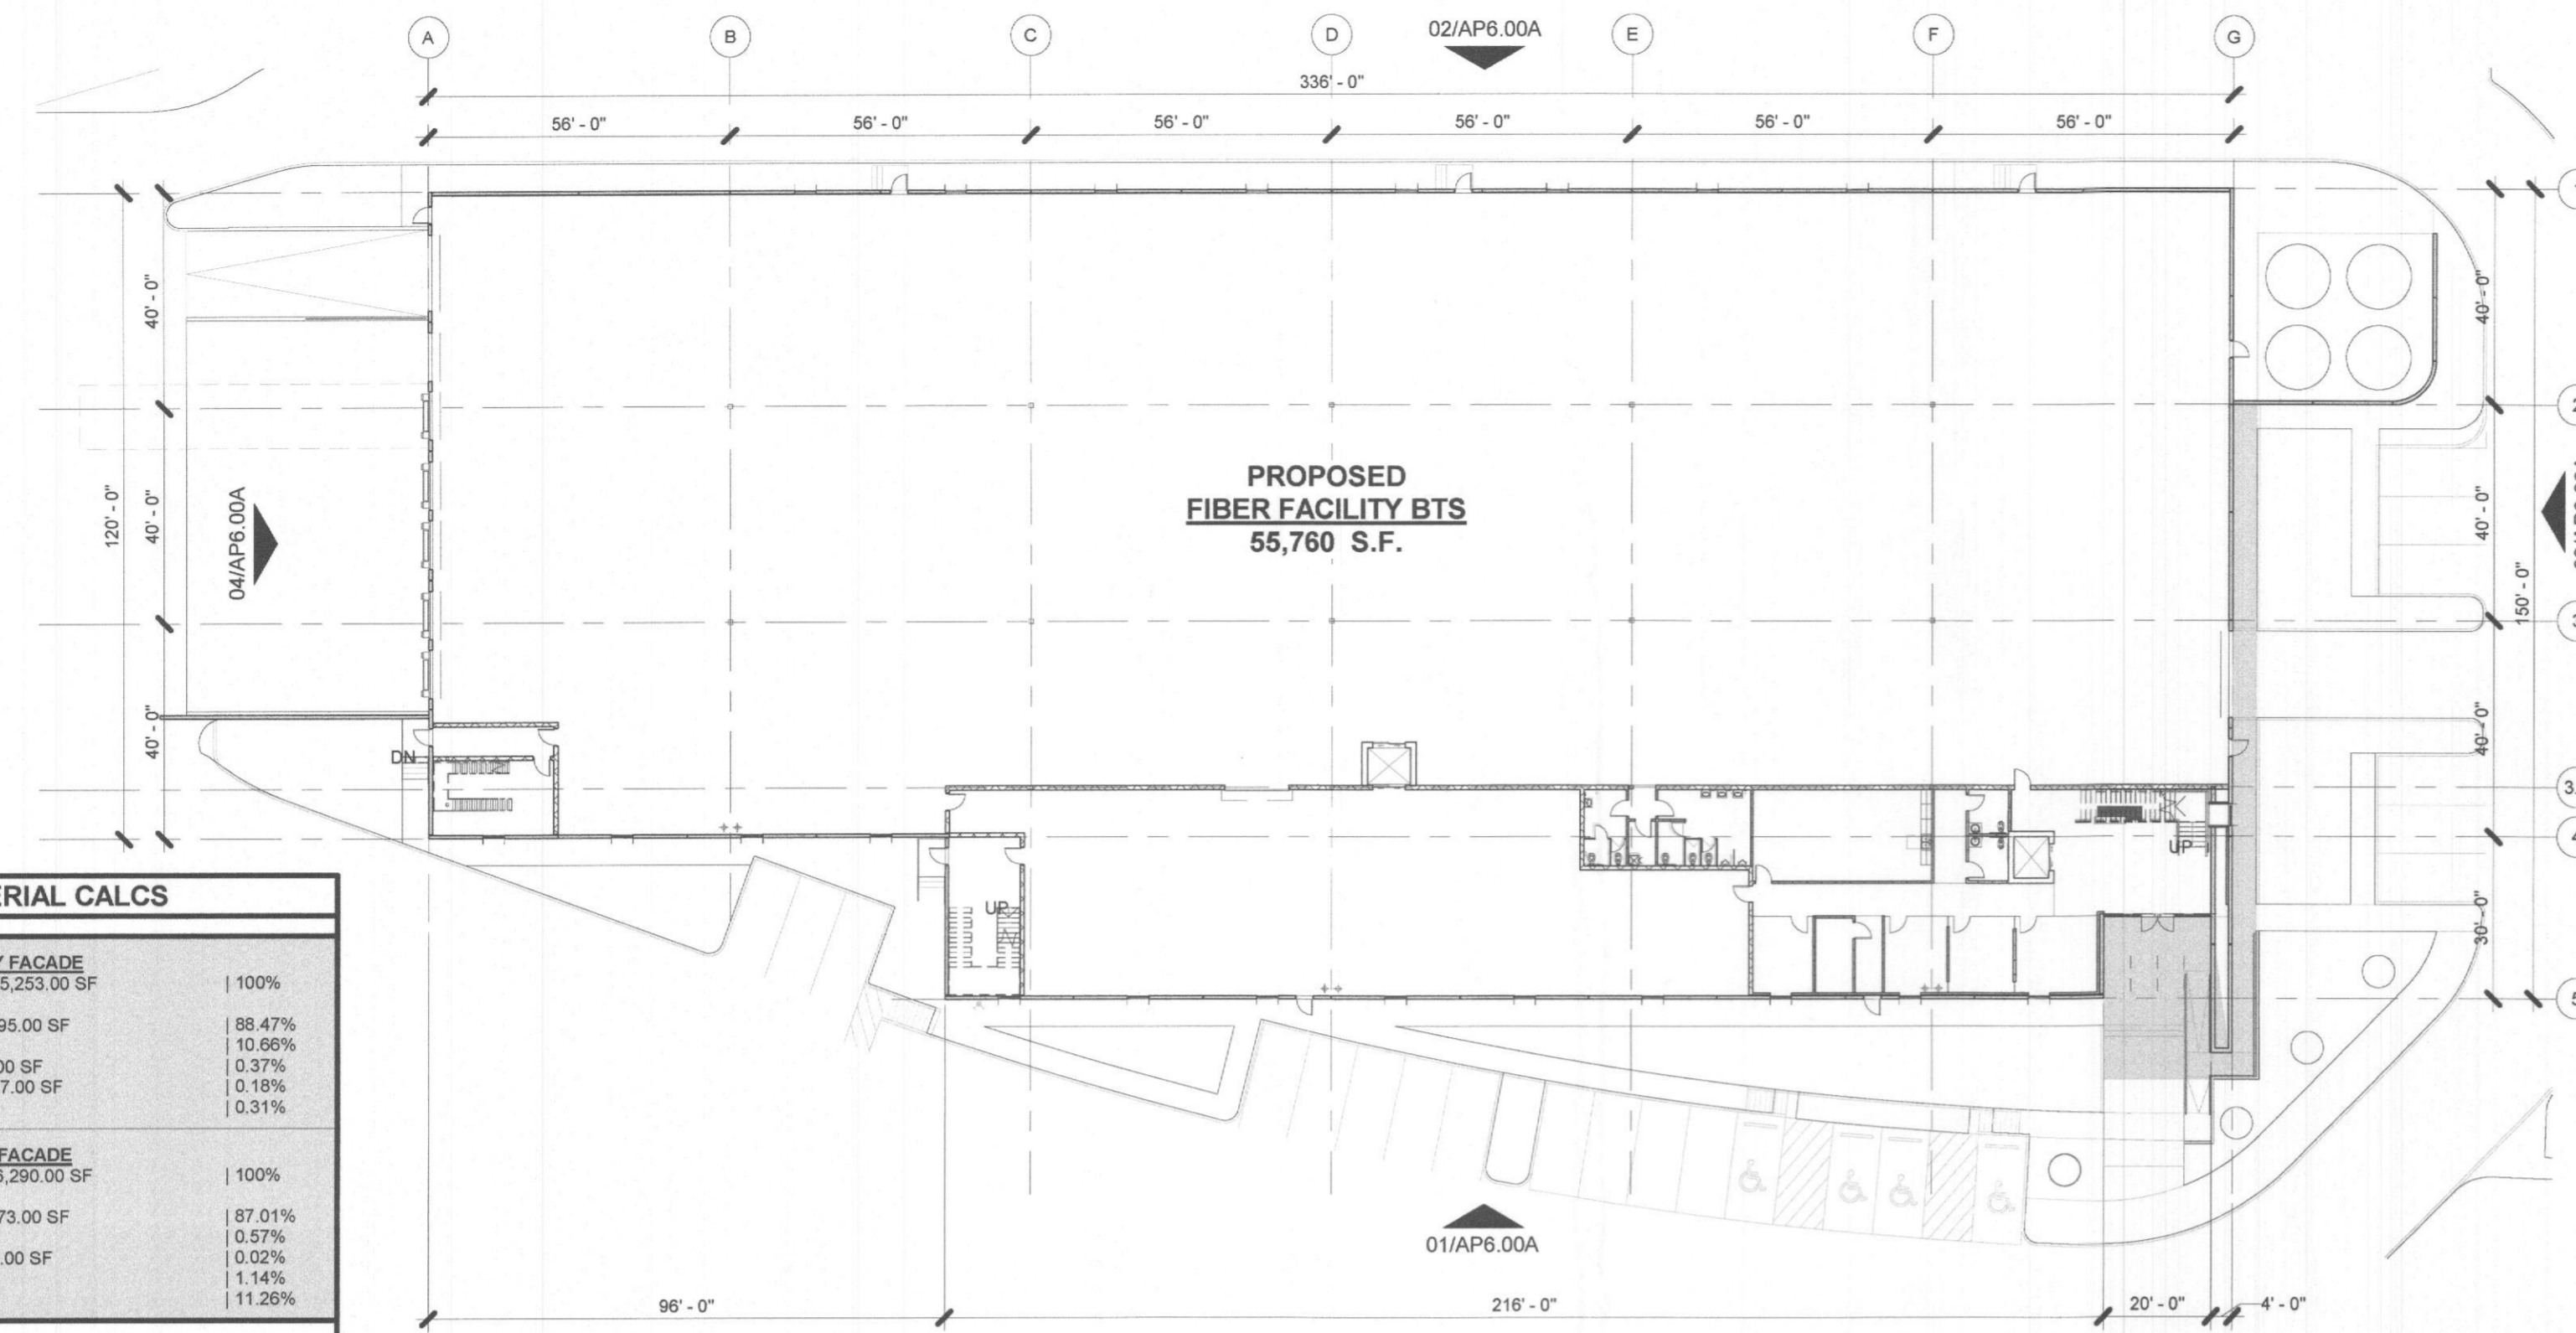 A
B
C
D
02/AP6.00A
E
F
G
336' - 0"
56' - 0"
56' - 0"
56' - 0"
56' - 0"
56' - 0"
56' - 0"
40' - 0"
40' - 0"
120' - 0"
40' - 0"
40' - 0"
04/AP6.00A
PROPOSED
FIBER FACILITY BTS
55,760 S.F.
40' - 0"
150' - 0"
40' - 0"
40' - 0"
DN
UP
UP
30' - 0"
ERIAL CALCS
FACADE
5,253.00 SF | 100%
95.00 SF | 88.47%
| 10.66%
00 SF | 0.37%
7.00 SF | 0.18%
| 0.31%
FACADE
6,290.00 SF | 100%
73.00 SF | 87.01%
| 0.57%
.00 SF | 0.02%
| 1.14%
| 11.26%
01/AP6.00A
96' - 0"
216' - 0"
20' - 0"
4' - 0"